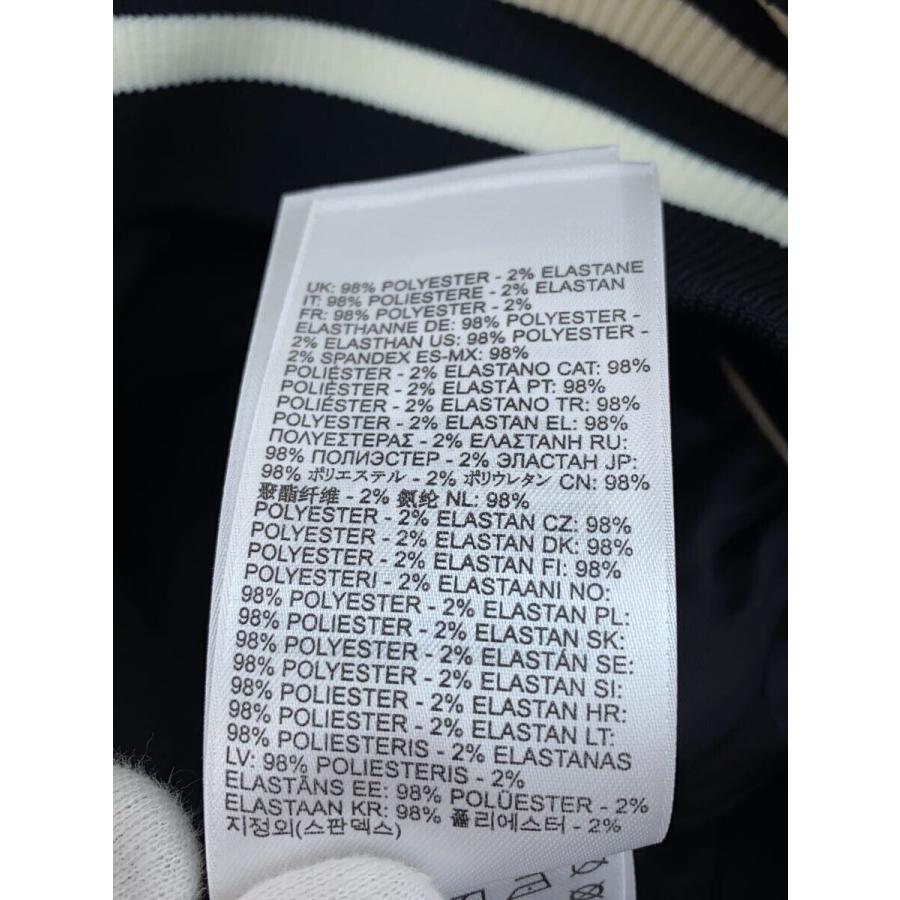 UK: 98% POLYESTER - 2% ELASTANE
IT: 98% POLIESTERE - 2% ELASTAN
FR: 98% POLYESTER - 2%
ELASTHANNE DE: 98% POLYESTER -
2% ELASTHAN US: 98% POLYESTER -
2% SPANDEX ES-MX: 98%
POLIÉSTER - 2% ELASTANO CAT: 98%
POLIÈSTER - 2% ELASTÀ PT: 98%
POLIÉSTER - 2% ELASTANO TR: 98%
POLYESTER - 2% ELASTAN EL: 98%
ΠΟΛΥΕΣΤΕΡΑΣ - 2% ΕΛΑΣΤΑΝΗ RU:
98% ПОЛИЭСТЕР - 2% ЭЛАСТАН JP:
98% ポリエステル - 2% ポリウレタン CN: 98%
聚酯纤维 - 2% 氨纶 NL: 98%
POLYESTER - 2% ELASTAN CZ: 98%
POLYESTER - 2% ELASTAN DK: 98%
POLYESTER - 2% ELASTAN FI: 98%
POLYESTERI - 2% ELASTAANI NO:
98% POLYESTER - 2% ELASTAN PL:
98% POLIESTER - 2% ELASTAN SK:
98% POLYESTER - 2% ELASTÁN SE:
98% POLYESTER - 2% ELASTAN SI:
98% POLIESTER - 2% ELASTAN HR:
98% POLIESTER - 2% ELASTAN LT:
98% POLIESTERIS - 2% ELASTANAS
LV: 98% POLIESTERIS - 2%
ELASTĀNS EE: 98% POLÜESTER - 2%
ELASTAAN KR: 98% 폴리에스터 - 2%
지정외(스판덱스)